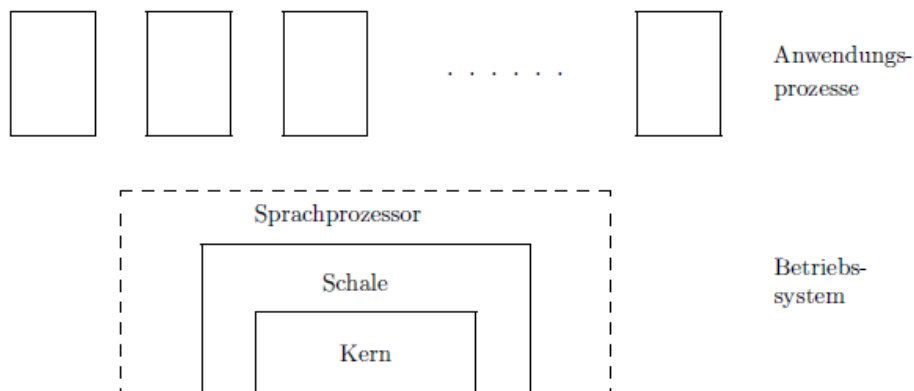 . . . . . .
Anwendungs-
prozesse
Sprachprozessor
Schale
Kern
Betriebs-
system